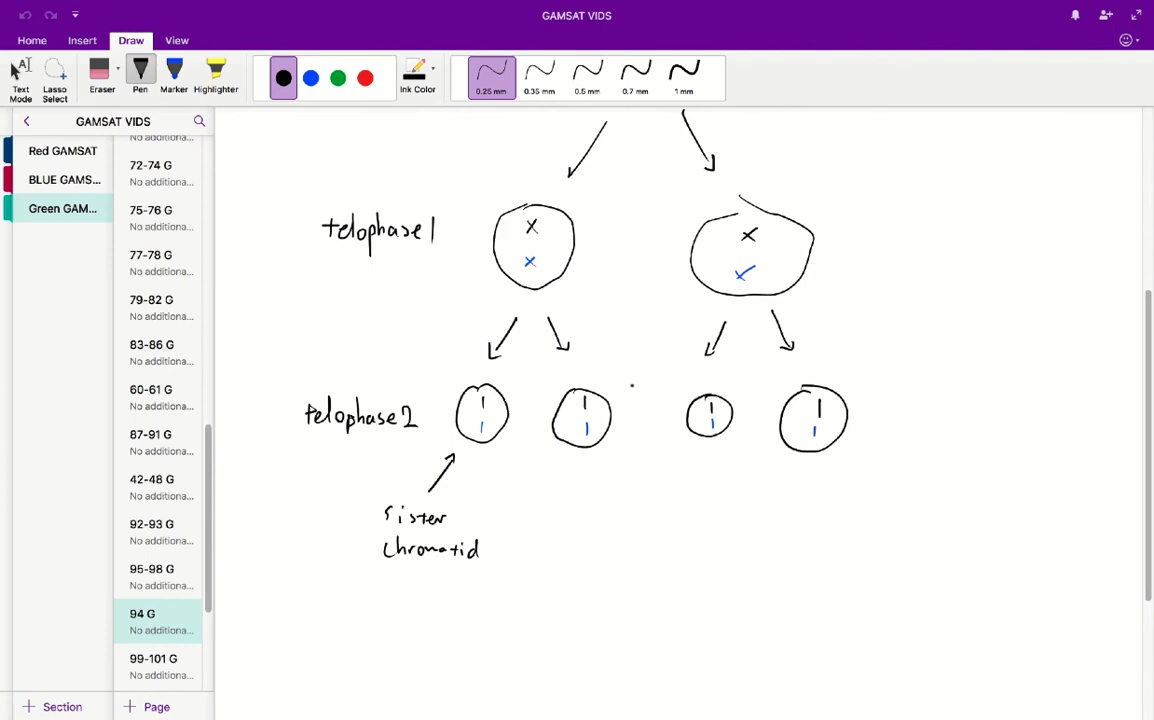 GAMSAT VIDS
Home
Insert
Draw
View
Text
Mode
Lasso
Select
Eraser
Pen
Marker
Highlighter
Ink Color
0.25 mm
0.35 mm
0.5 mm
0.7 mm
1 mm
GAMSAT VIDS
Red GAMSAT
BLUE GAMS...
Green GAM...
No additiona...
72-74 G
No additiona...
75-76 G
No additiona...
77-78 G
No additiona...
79-82 G
No additiona...
83-86 G
No additiona...
60-61 G
No additiona...
87-91 G
No additiona...
42-48 G
No additiona...
92-93 G
No additiona...
95-98 G
No additiona...
94 G
No additiona...
99-101 G
No additiona...
+ Section
+ Page
telophase 1
telophase 2
sister
chromatid